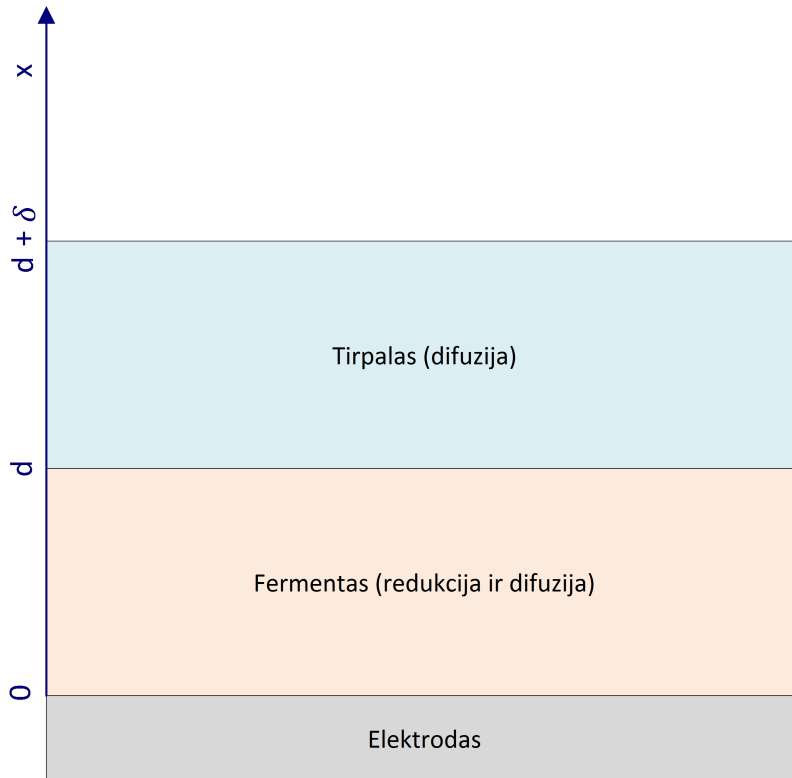 x
d + δ
Tirpalas (difuzija)
d
Fermentas (redukcija ir difuzija)
0
Elektrodas